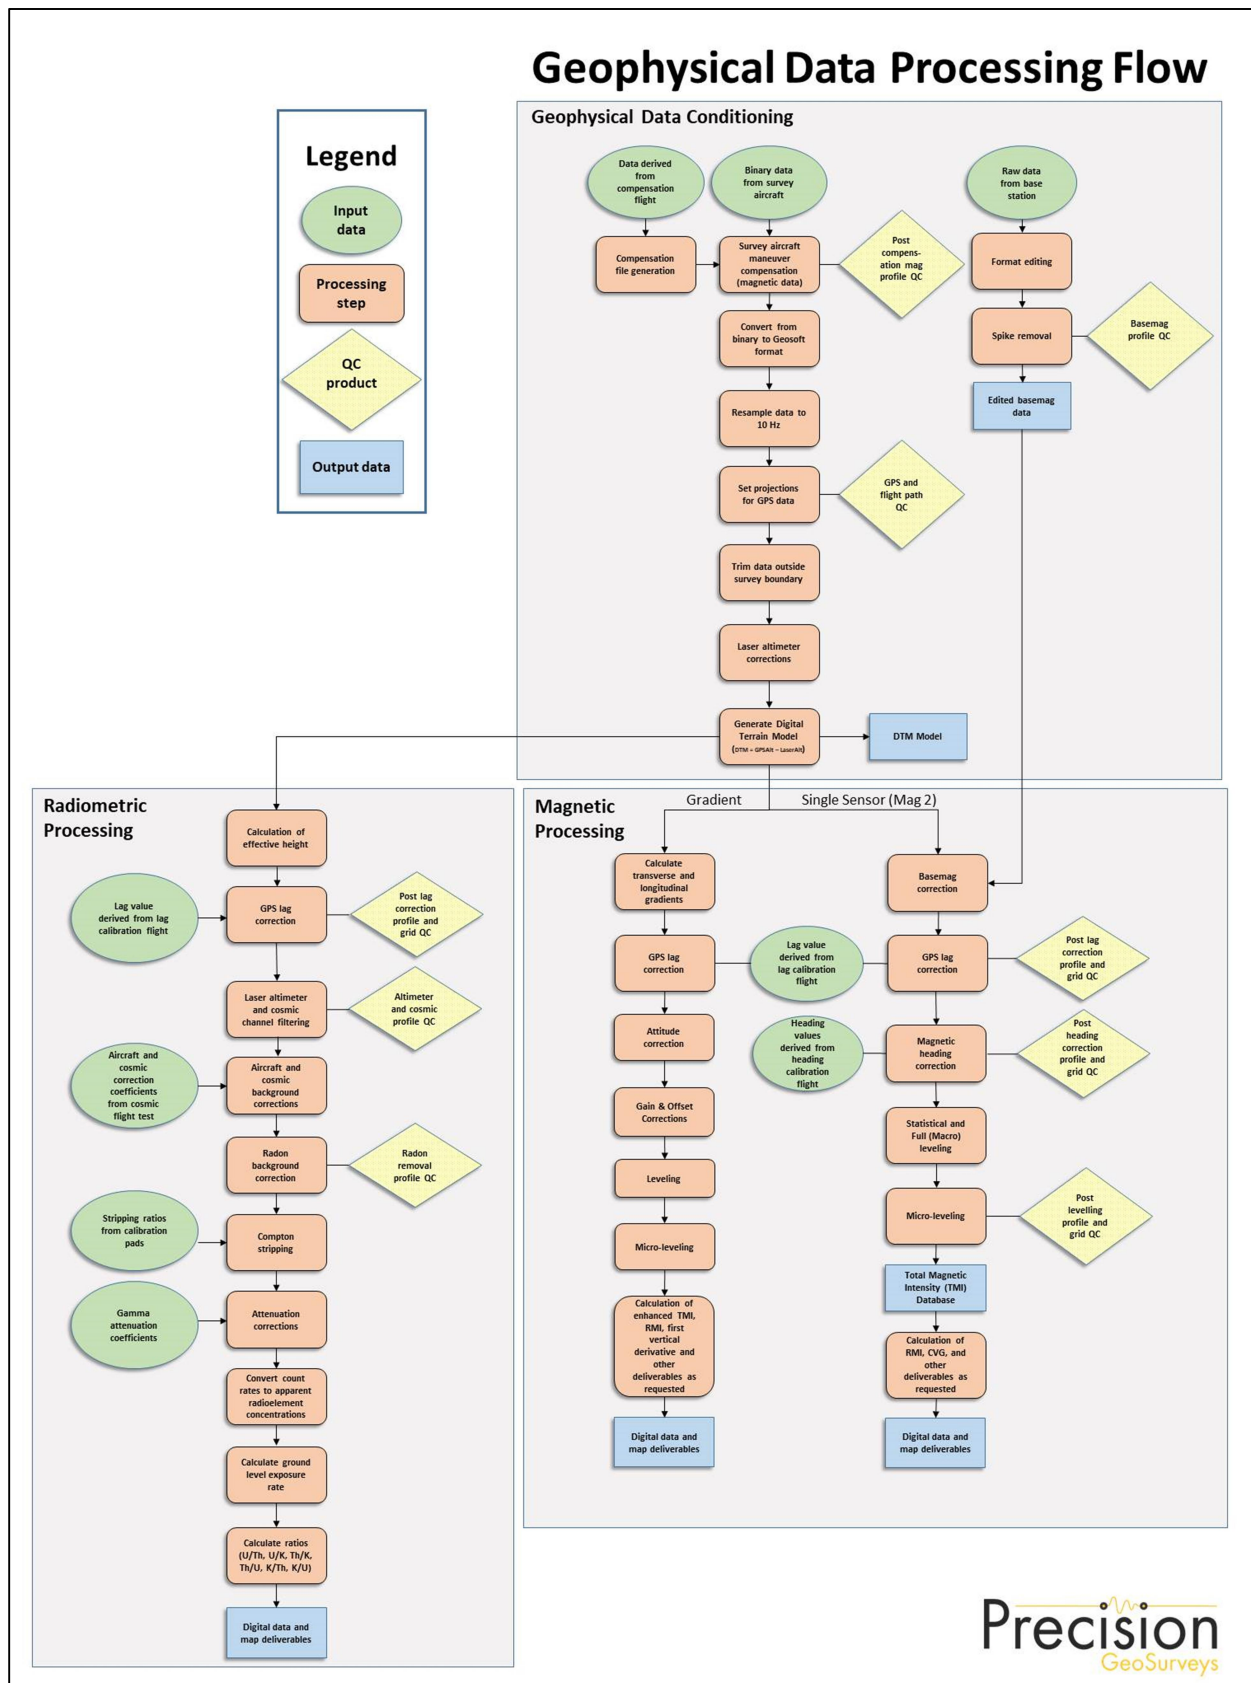 Geophysical Data Processing Flow
Legend
Input
data
Processing
step
QC
product
Output data
Geophysical Data Conditioning
Data derived
from
compensation
flight
Binary data
from survey
aircraft
Raw data
from base
station
Compensation
file generation
Survey aircraft
maneuver
compensation
(magnetic data)
Post
compens-
ation mag
profile QC
Format editing
Convert from
binary to Geosoft
format
Spike removal
Basemag
profile QC
Resample data to
10 Hz
Edited basemag
data
Set projections
for GPS data
GPS and
flight path
QC
Trim data outside
survey boundary
Laser altimeter
corrections
Generate Digital
Terrain Model
(DTM = GPSAlt – LaserAlt)
DTM Model
Radiometric
Processing
Calculation of
effective height
Lag value
derived from lag
calibration flight
GPS lag
correction
Post lag
correction
profile and
grid QC
Laser altimeter
and cosmic
channel filtering
Altimeter
and cosmic
profile QC
Aircraft and
cosmic
correction
coefficients
from cosmic
flight test
Aircraft and
cosmic
background
corrections
Radon
background
correction
Radon
removal
profile QC
Stripping ratios
from calibration
pads
Compton
stripping
Gamma
attenuation
coefficients
Attenuation
corrections
Convert count
rates to apparent
radioelement
concentrations
Calculate ground
level exposure
rate
Calculate ratios
(U/Th, U/K, Th/K,
Th/U, K/Th, K/U)
Digital data and
map deliverables
Magnetic
Processing
Gradient
Single Sensor (Mag 2)
Calculate
transverse and
longitudinal
gradients
Basemag
correction
GPS lag
correction
Lag value
derived from
lag calibration
flight
GPS lag
correction
Post lag
correction
profile and
grid QC
Attitude
correction
Heading
values
derived from
heading
calibration
flight
Magnetic
heading
correction
Post
heading
correction
profile and
grid QC
Gain & Offset
Corrections
Statistical and
Full (Macro)
leveling
Leveling
Micro-leveling
Post
levelling
profile and
grid QC
Micro-leveling
Total Magnetic
Intensity (TMI)
Database
Calculation of
enhanced TMI,
RMI, first
vertical
derivative and
other
deliverables as
requested
Calculation of
RMI, CVG, and
other
deliverables as
requested
Digital data and
map deliverables
Digital data and
map deliverables
Precision
GeoSurveys